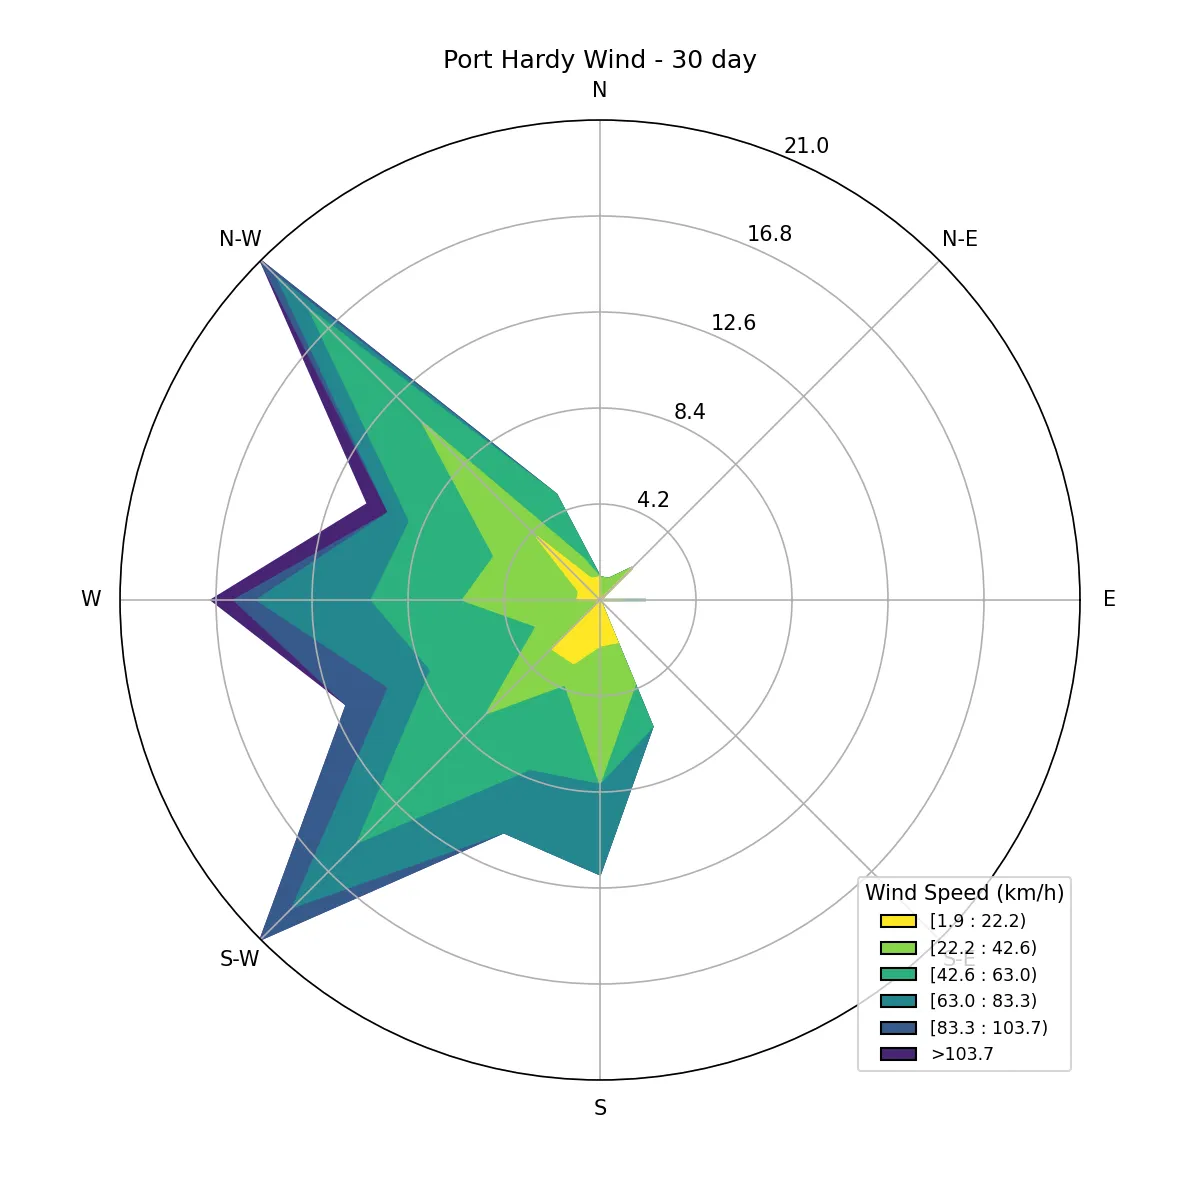 Port Hardy Wind - 30 day
N
21.0
16.8
N-W
N-E
12.6
8.4
4.2
W
E
Wind Speed (km/h)
[1.9 : 22.2)
[22.2 : 42.6)
S-W
S-E
[42.6 : 63.0)
[63.0 : 83.3)
[83.3 : 103.7)
>103.7
S